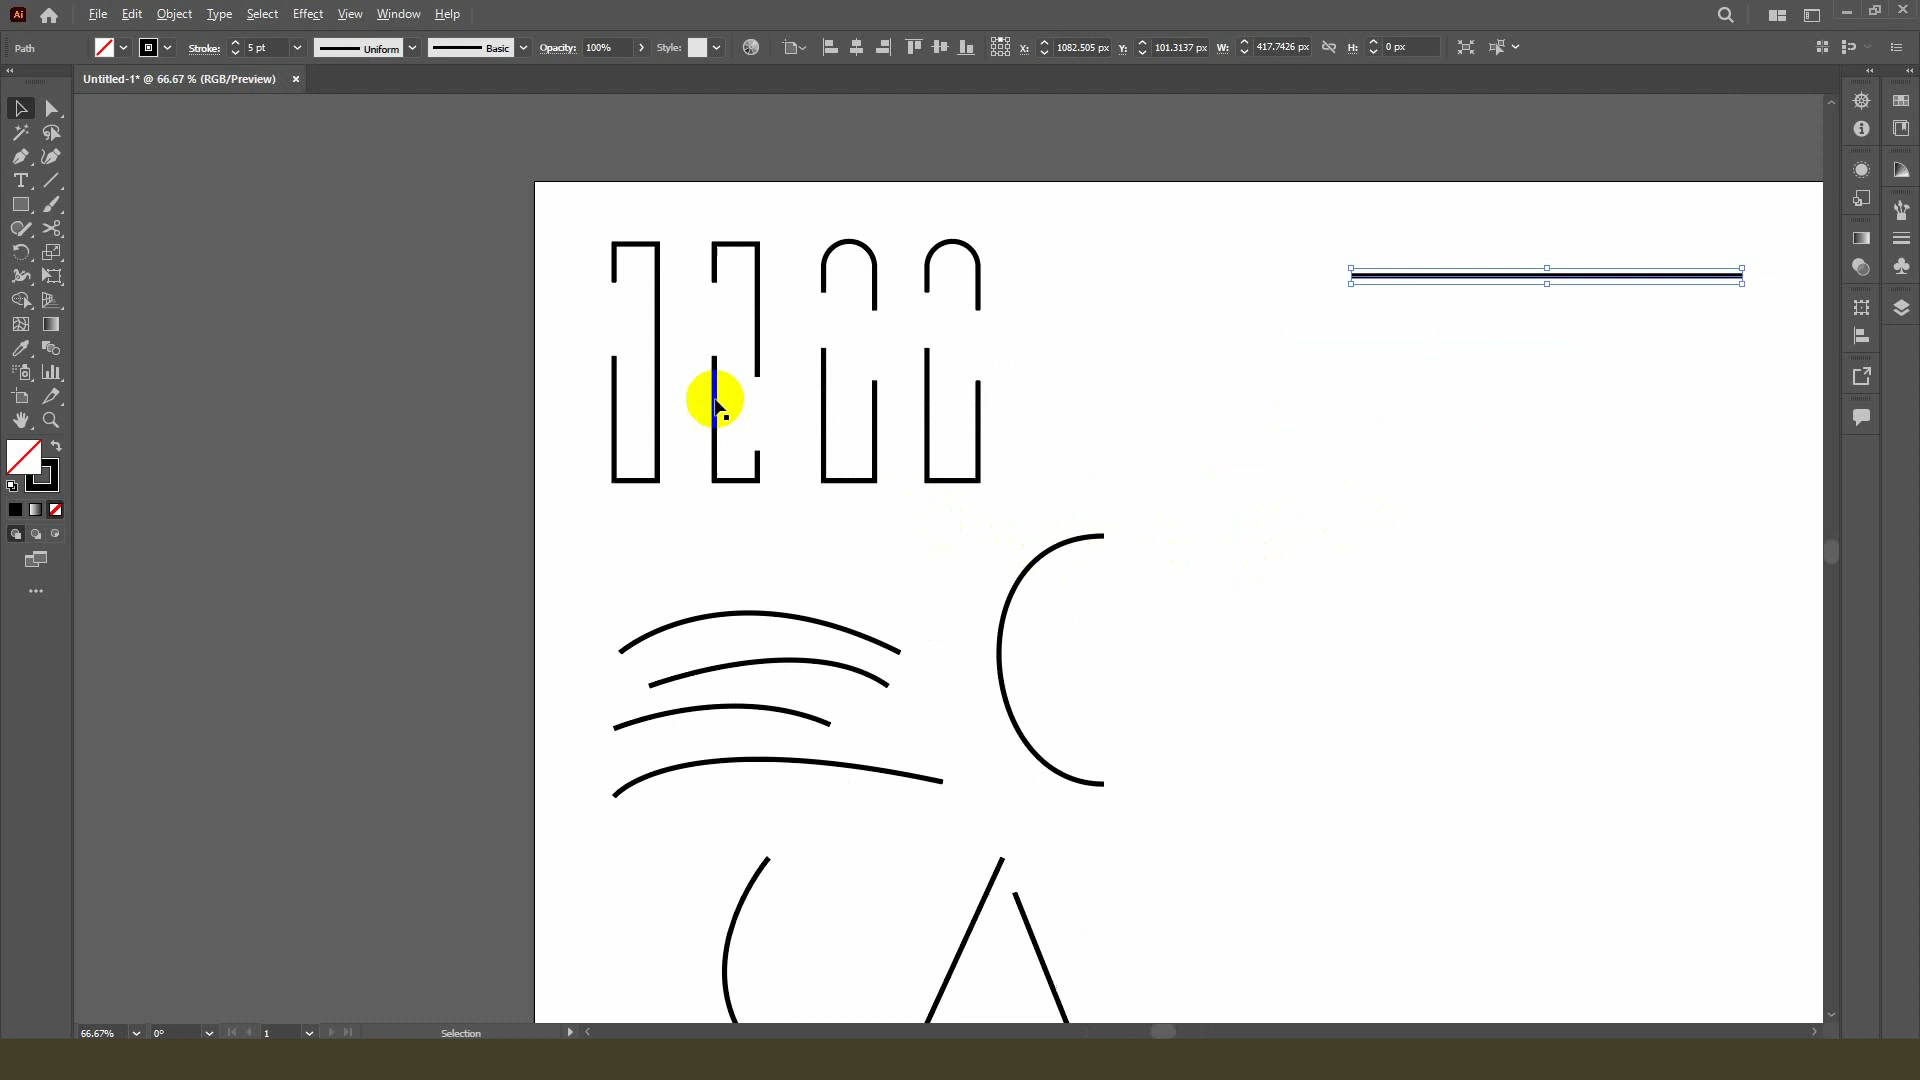 Ai File Edit Object Type Select Effect View Window Help
Path Stroke: 5 pt Uniform Basic Opacity: 100% Style: X: 1082.505 px Y: 101.3137 px W: 417.7426 px H: 0 px
Untitled-1* @ 66.67 % (RGB/Preview) ×
66.67% 0° 1 Selection